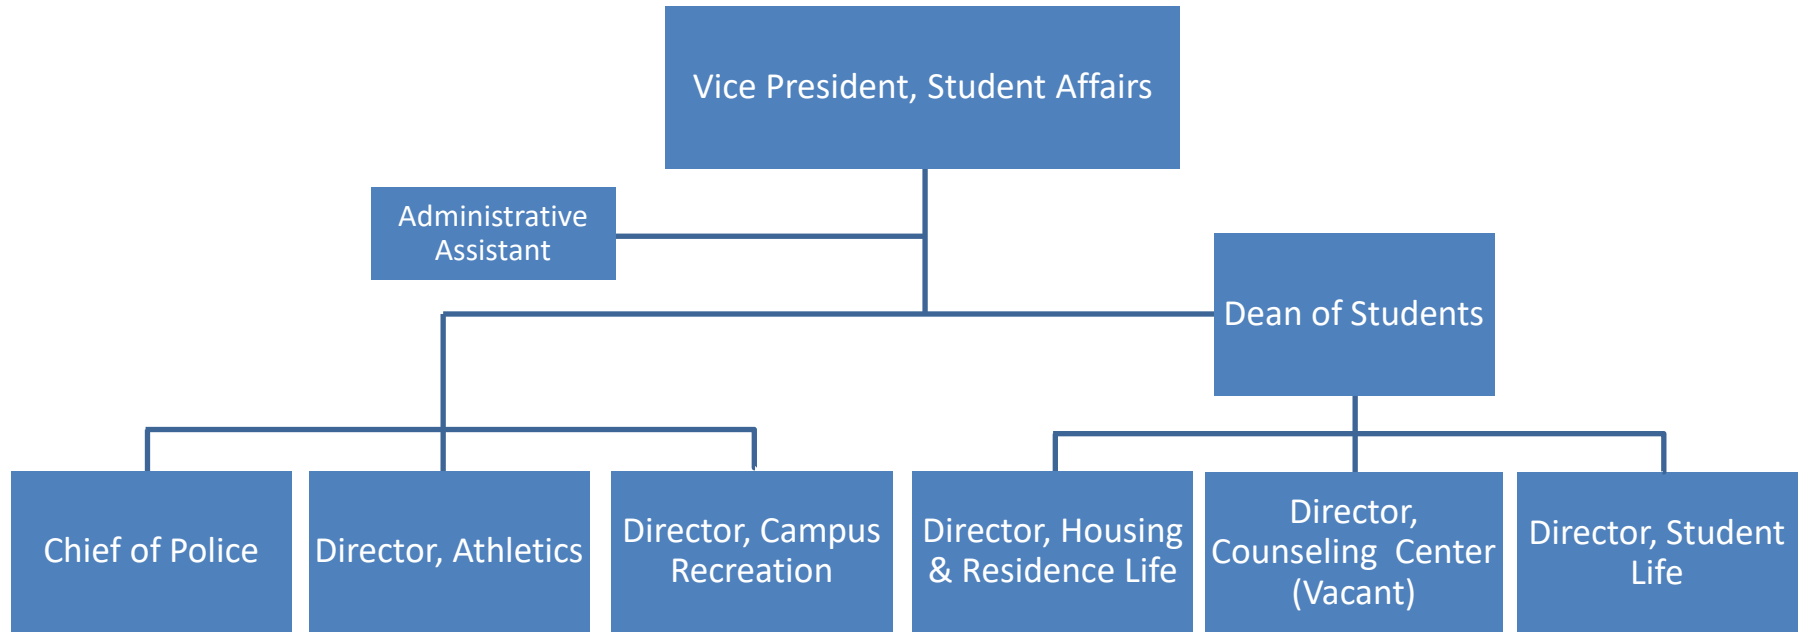 Vice President, Student Affairs
Administrative
Assistant
Dean of Students
Chief of Police
Director, Athletics
Director, Campus
Recreation
Director, Housing
& Residence Life
Director,
Counseling  Center
(Vacant)
Director, Student
Life